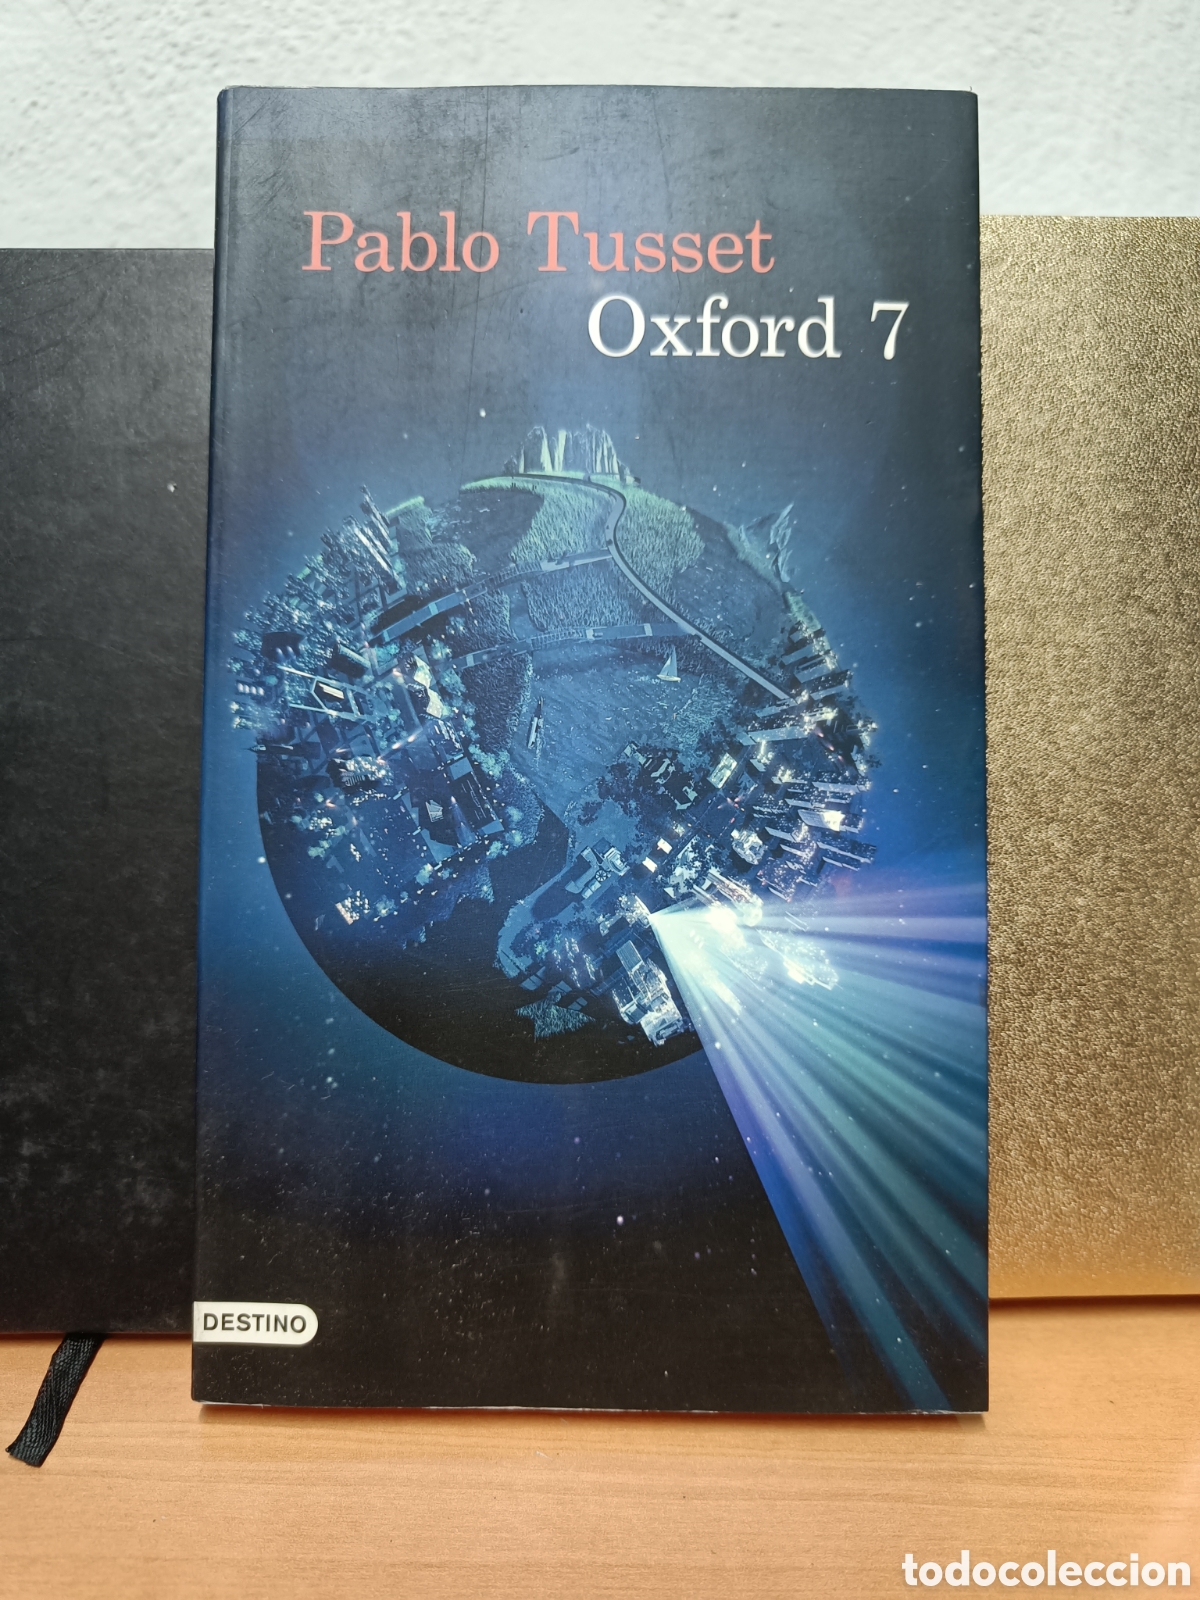 Pablo Tusset
Oxford 7
DESTINO
todocoleccion